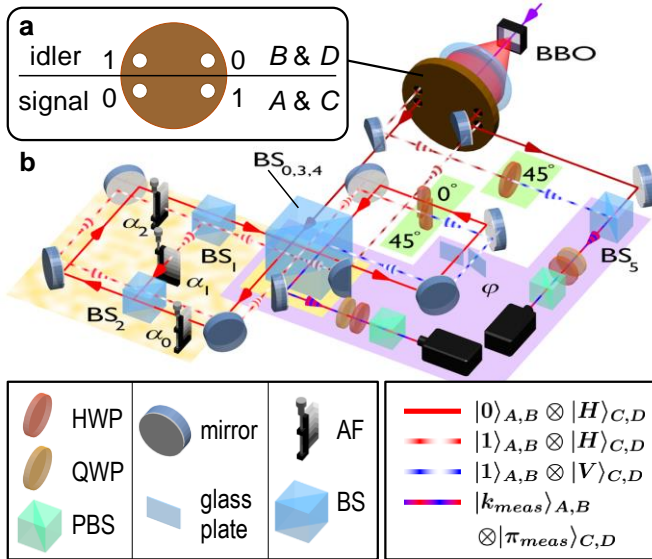 a
idler 1 0 B & D
signal 0 1 A & C
BBO
b
BS0,3,4
45°
0°
45°
α2
BS1
α1
BS2
α0
BS5
φ
HWP
QWP
PBS
mirror
glass
plate
AF
BS
|0⟩A,B ⊗ |H⟩C,D
|1⟩A,B ⊗ |H⟩C,D
|1⟩A,B ⊗ |V⟩C,D
|kmeas⟩A,B
⊗|πmeas⟩C,D